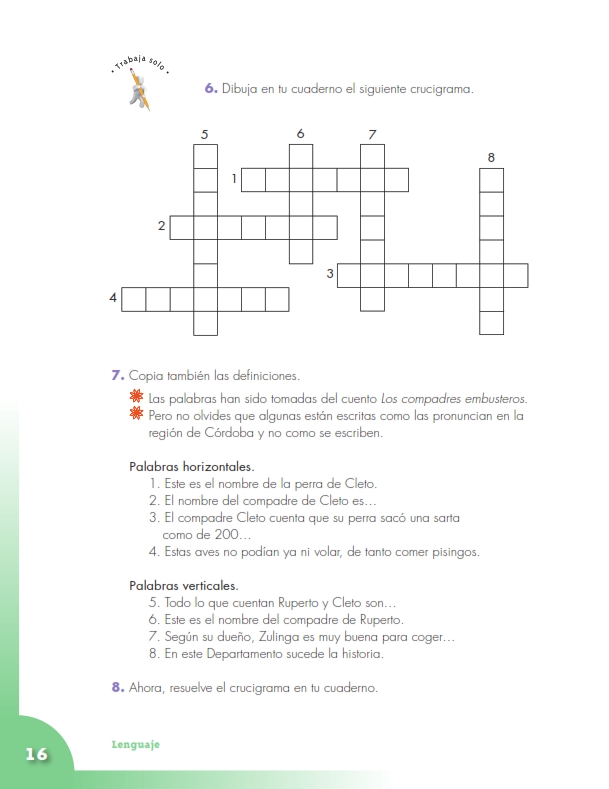 • Trabaja solo •
6. Dibuja en tu cuaderno el siguiente crucigrama.
5
6
7
8
1
2
3
4
7. Copia también las definiciones.
Las palabras han sido tomadas del cuento Los compadres embusteros.
Pero no olvides que algunas están escritas como las pronuncian en la
región de Córdoba y no como se escriben.
Palabras horizontales.
1. Este es el nombre de la perra de Cleto.
2. El nombre del compadre de Cleto es…
3. El compadre Cleto cuenta que su perra sacó una sarta
como de 200…
4. Estas aves no podían ya ni volar, de tanto comer pisingos.
Palabras verticales.
5. Todo lo que cuentan Ruperto y Cleto son…
6. Este es el nombre del compadre de Ruperto.
7. Según su dueño, Zulinga es muy buena para coger…
8. En este Departamento sucede la historia.
8. Ahora, resuelve el crucigrama en tu cuaderno.
Lenguaje
16